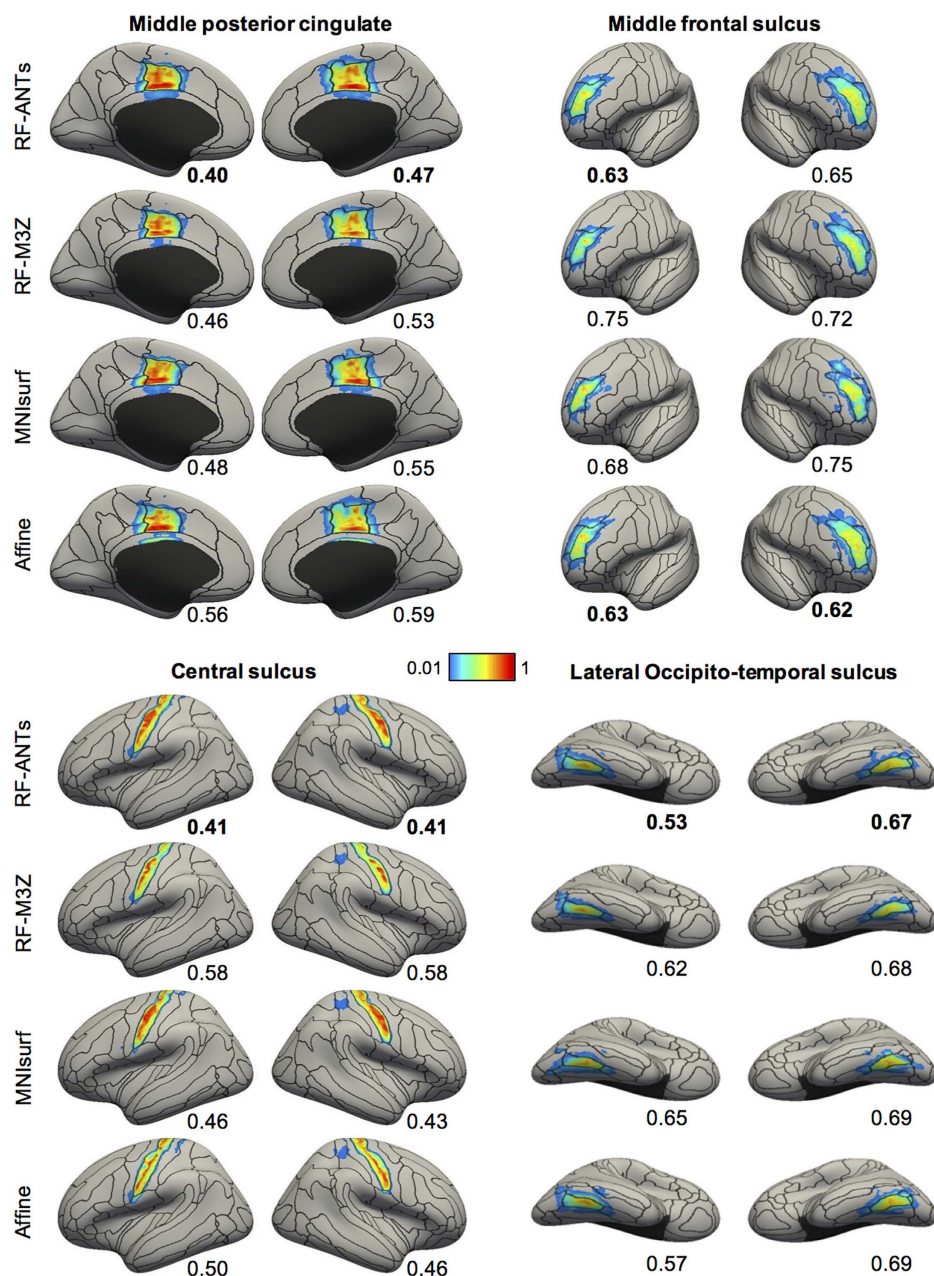 Middle posterior cingulate
Middle frontal sulcus
RF-ANTs
0.40
0.47
0.63
0.65
RF-M3Z
0.46
0.53
0.75
0.72
MNIsurf
0.48
0.55
0.68
0.75
Affine
0.56
0.59
0.63
0.62
Central sulcus
0.01
1
Lateral Occipito-temporal sulcus
RF-ANTs
0.41
0.41
0.53
0.67
RF-M3Z
0.58
0.58
0.62
0.68
MNIsurf
0.46
0.43
0.65
0.69
Affine
0.50
0.46
0.57
0.69